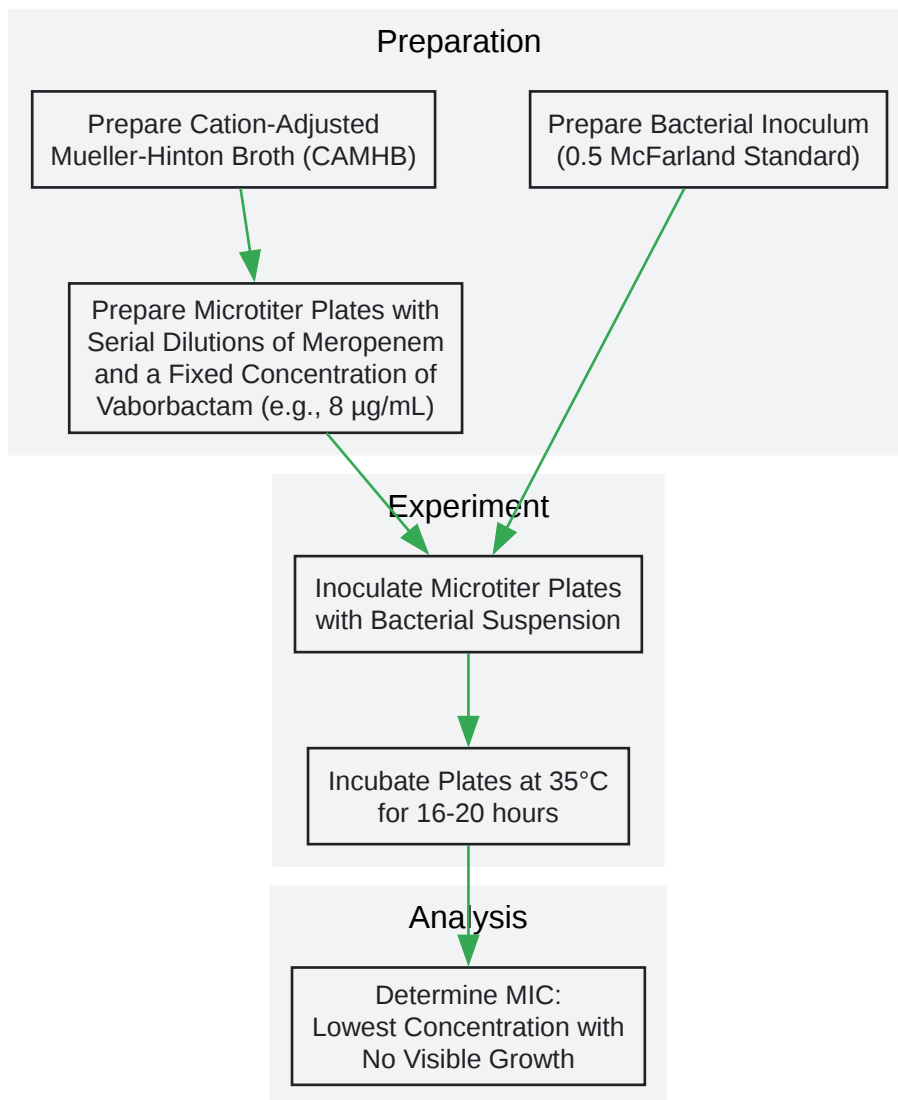 Preparation
Prepare Cation-Adjusted
Mueller-Hinton Broth (CAMHB)
Prepare Bacterial Inoculum
(0.5 McFarland Standard)
Prepare Microtiter Plates with
Serial Dilutions of Meropenem
and a Fixed Concentration of
Vaborbactam (e.g., 8 µg/mL)
Experiment
Inoculate Microtiter Plates
with Bacterial Suspension
Incubate Plates at 35°C
for 16-20 hours
Analysis
Determine MIC:
Lowest Concentration with
No Visible Growth